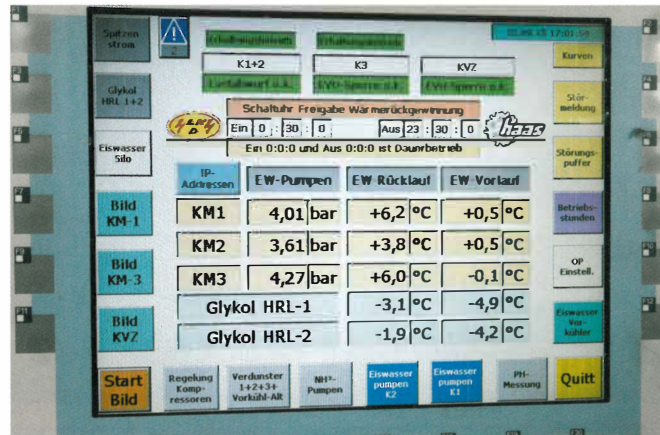 Spitzen
strom
2
17:01:54
K1+2
K3
KVZ
Kurven
Glykol
HRL 1+2
Schaltuhr Freigabe Wärmerückgewinnung
Stör-
meldung
Ein 0 : 30 : 0
Aus 23 : 30 : 0
haas
Ein 0:0:0 und Aus 0:0:0 ist Dauerbetrieb
Eiswasser
Silo
Störungs-
puffer
IP-
Addressen
EW-Pumpen
EW-Rücklauf
EW-Vorlauf
Bild
KM-1
KM1 4,01 bar +6,2 °C +0,5 °C
Betriebs-
stunden
KM2 3,61 bar +3,8 °C +0,5 °C
Bild
KM-3
OP
Einstell.
KM3 4,27 bar +6,0 °C -0,1 °C
Glykol HRL-1 -3,1 °C -4,9 °C
Bild
KVZ
Eiswasser
Vor-
kühler
Glykol HRL-2 -1,9 °C -4,2 °C
Start
Bild
Regelung
Komp-
ressoren
Verdunster
1+2+3+
Vorkühl-Alt
NH³-
Pumpen
Eiswasser
pumpen
K2
Eiswasser
pumpen
K1
PH-
Messung
Quitt